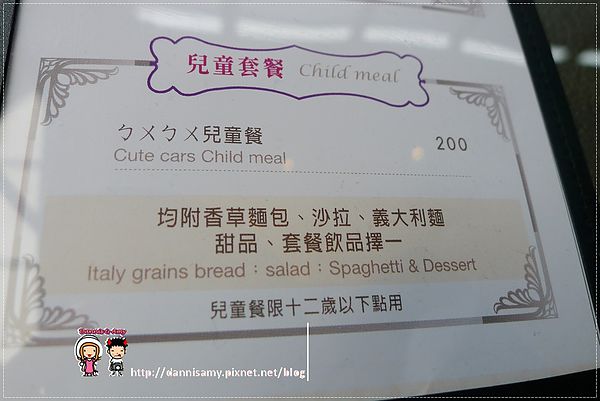 兒童套餐 Child meal
ㄅㄨㄅㄨ兒童餐 200
Cute cars Child meal
均附香草麵包、沙拉、義大利麵
甜品、套餐飲品擇一
Italy grains bread；salad；Spaghetti & Dessert
兒童餐限十二歲以下點用
Dannis & Amy
http://dannisamy.pixnet.net/blog